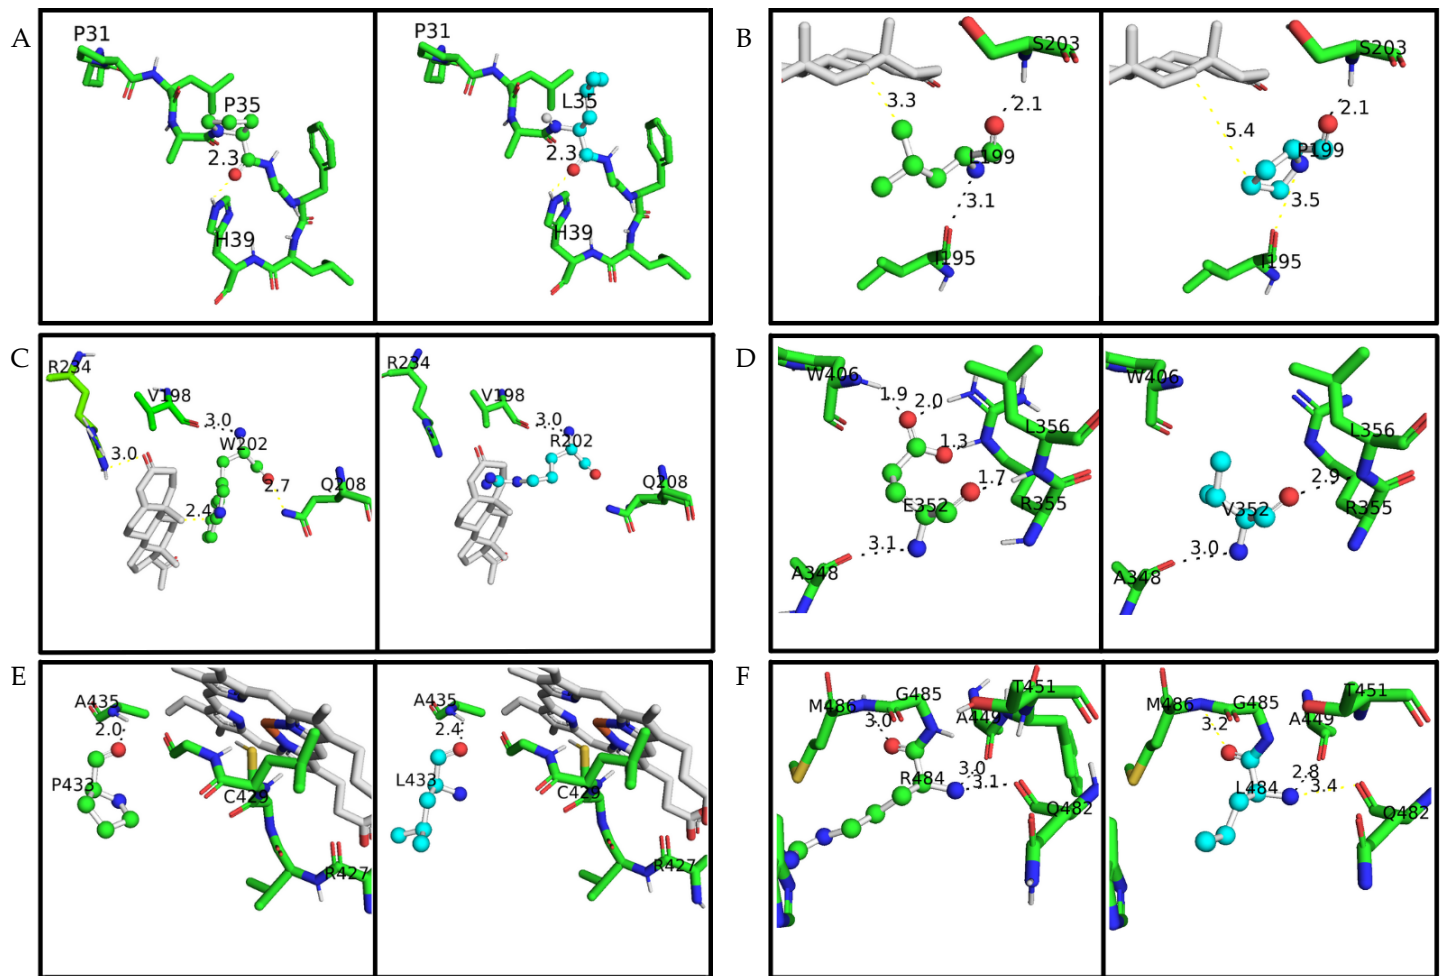 A
P31
P35
2.3
H39
P31
L35
2.3
H39
B
S203
3.3
2.1
L199
3.1
I195
S203
5.4
2.1
P199
3.5
I195
C
R234
V198
3.0
W202
3.0
2.7
Q208
2.4
R234
V198
3.0
R202
Q208
D
W406
1.9
2.0
L356
1.3
1.7
E352
R355
3.1
A348
W406
L356
2.9
V352
R355
3.0
A348
E
A435
2.0
P433
C429
R427
A435
2.4
L433
C429
R427
F
M486
G485
T451
3.0
A449
R484
3.0
3.1
Q482
M486
G485
T451
3.2
A449
L484
2.8
3.4
Q482